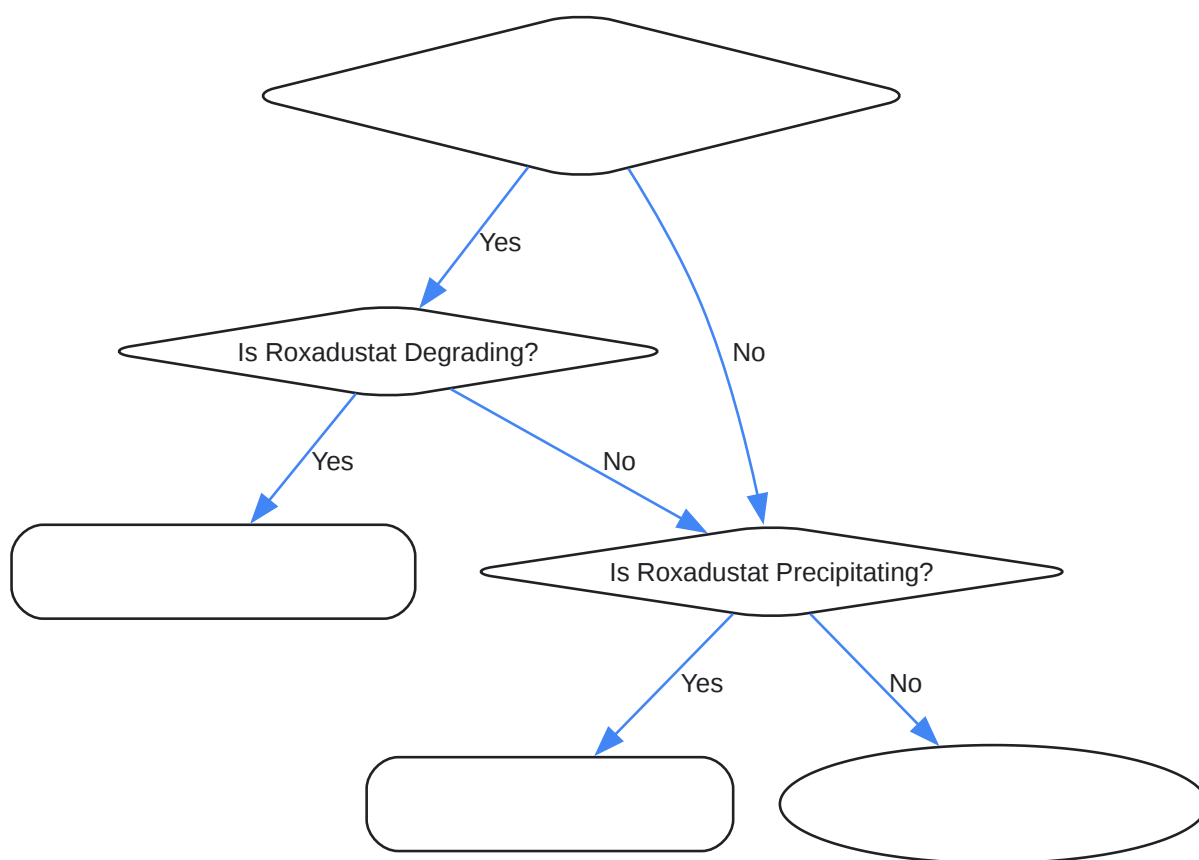 Yes
No
Is Roxadustat Degrading?
Yes
No
Is Roxadustat Precipitating?
Yes
No